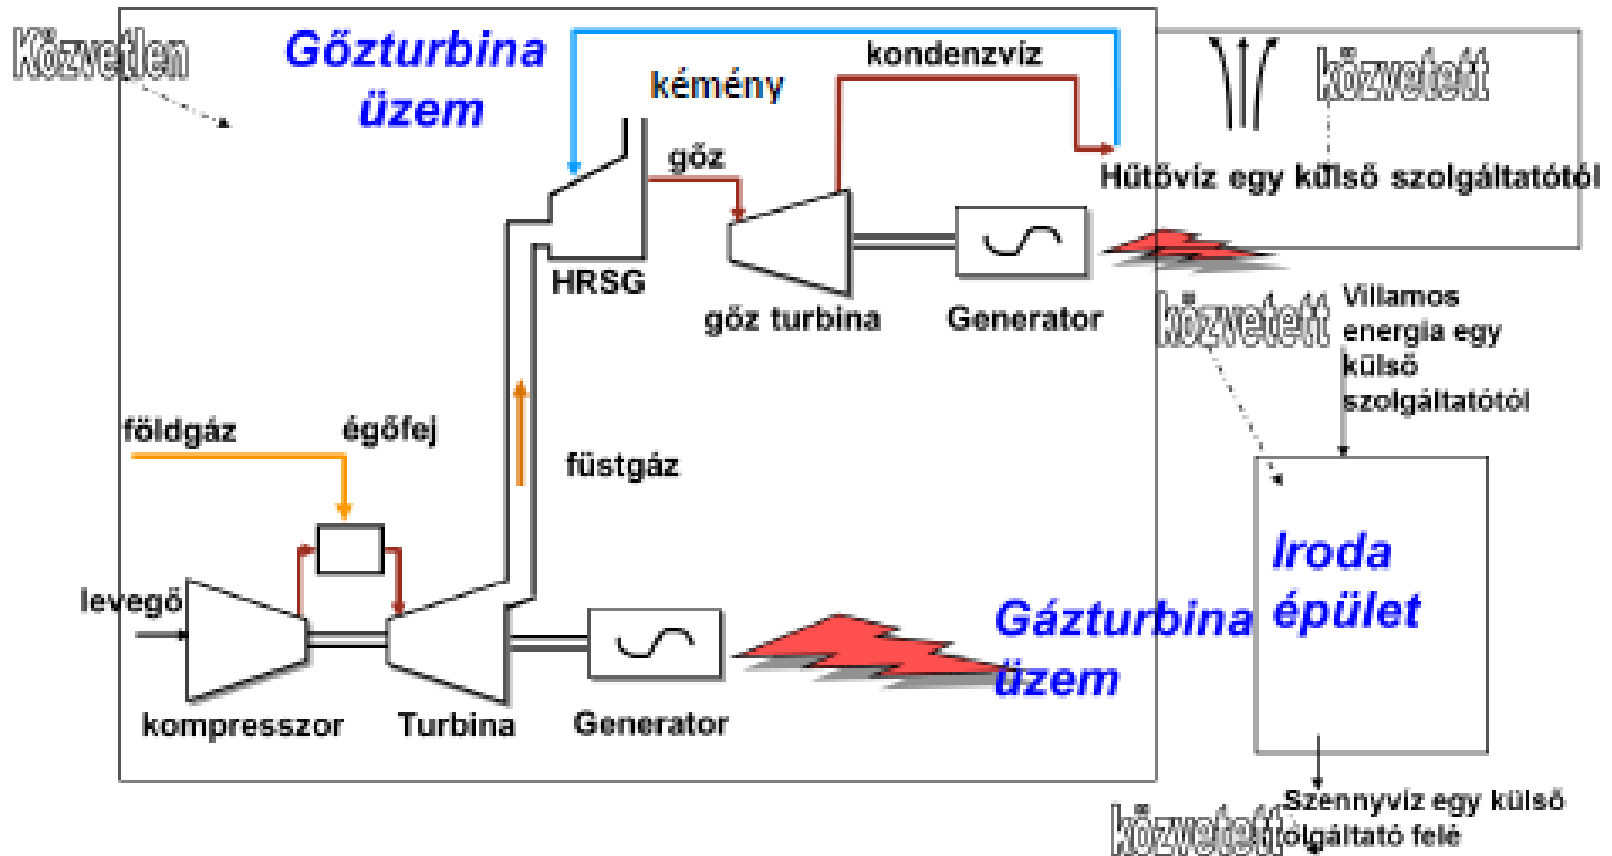 Közvetlen
Gőzturbina
üzem
kémény
kondenzvíz
közvetett
gőz
Hűtővíz egy külső szolgáltatótól
HRSG
gőz turbina
Generator
közvetett
Villamos
energia egy
külső
szolgáltatótól
földgáz
égőfej
füstgáz
Iroda
épület
levegő
Gázturbina
üzem
kompresszor
Turbina
Generator
Szennyvíz egy külső
közvetett
olgáltató felé